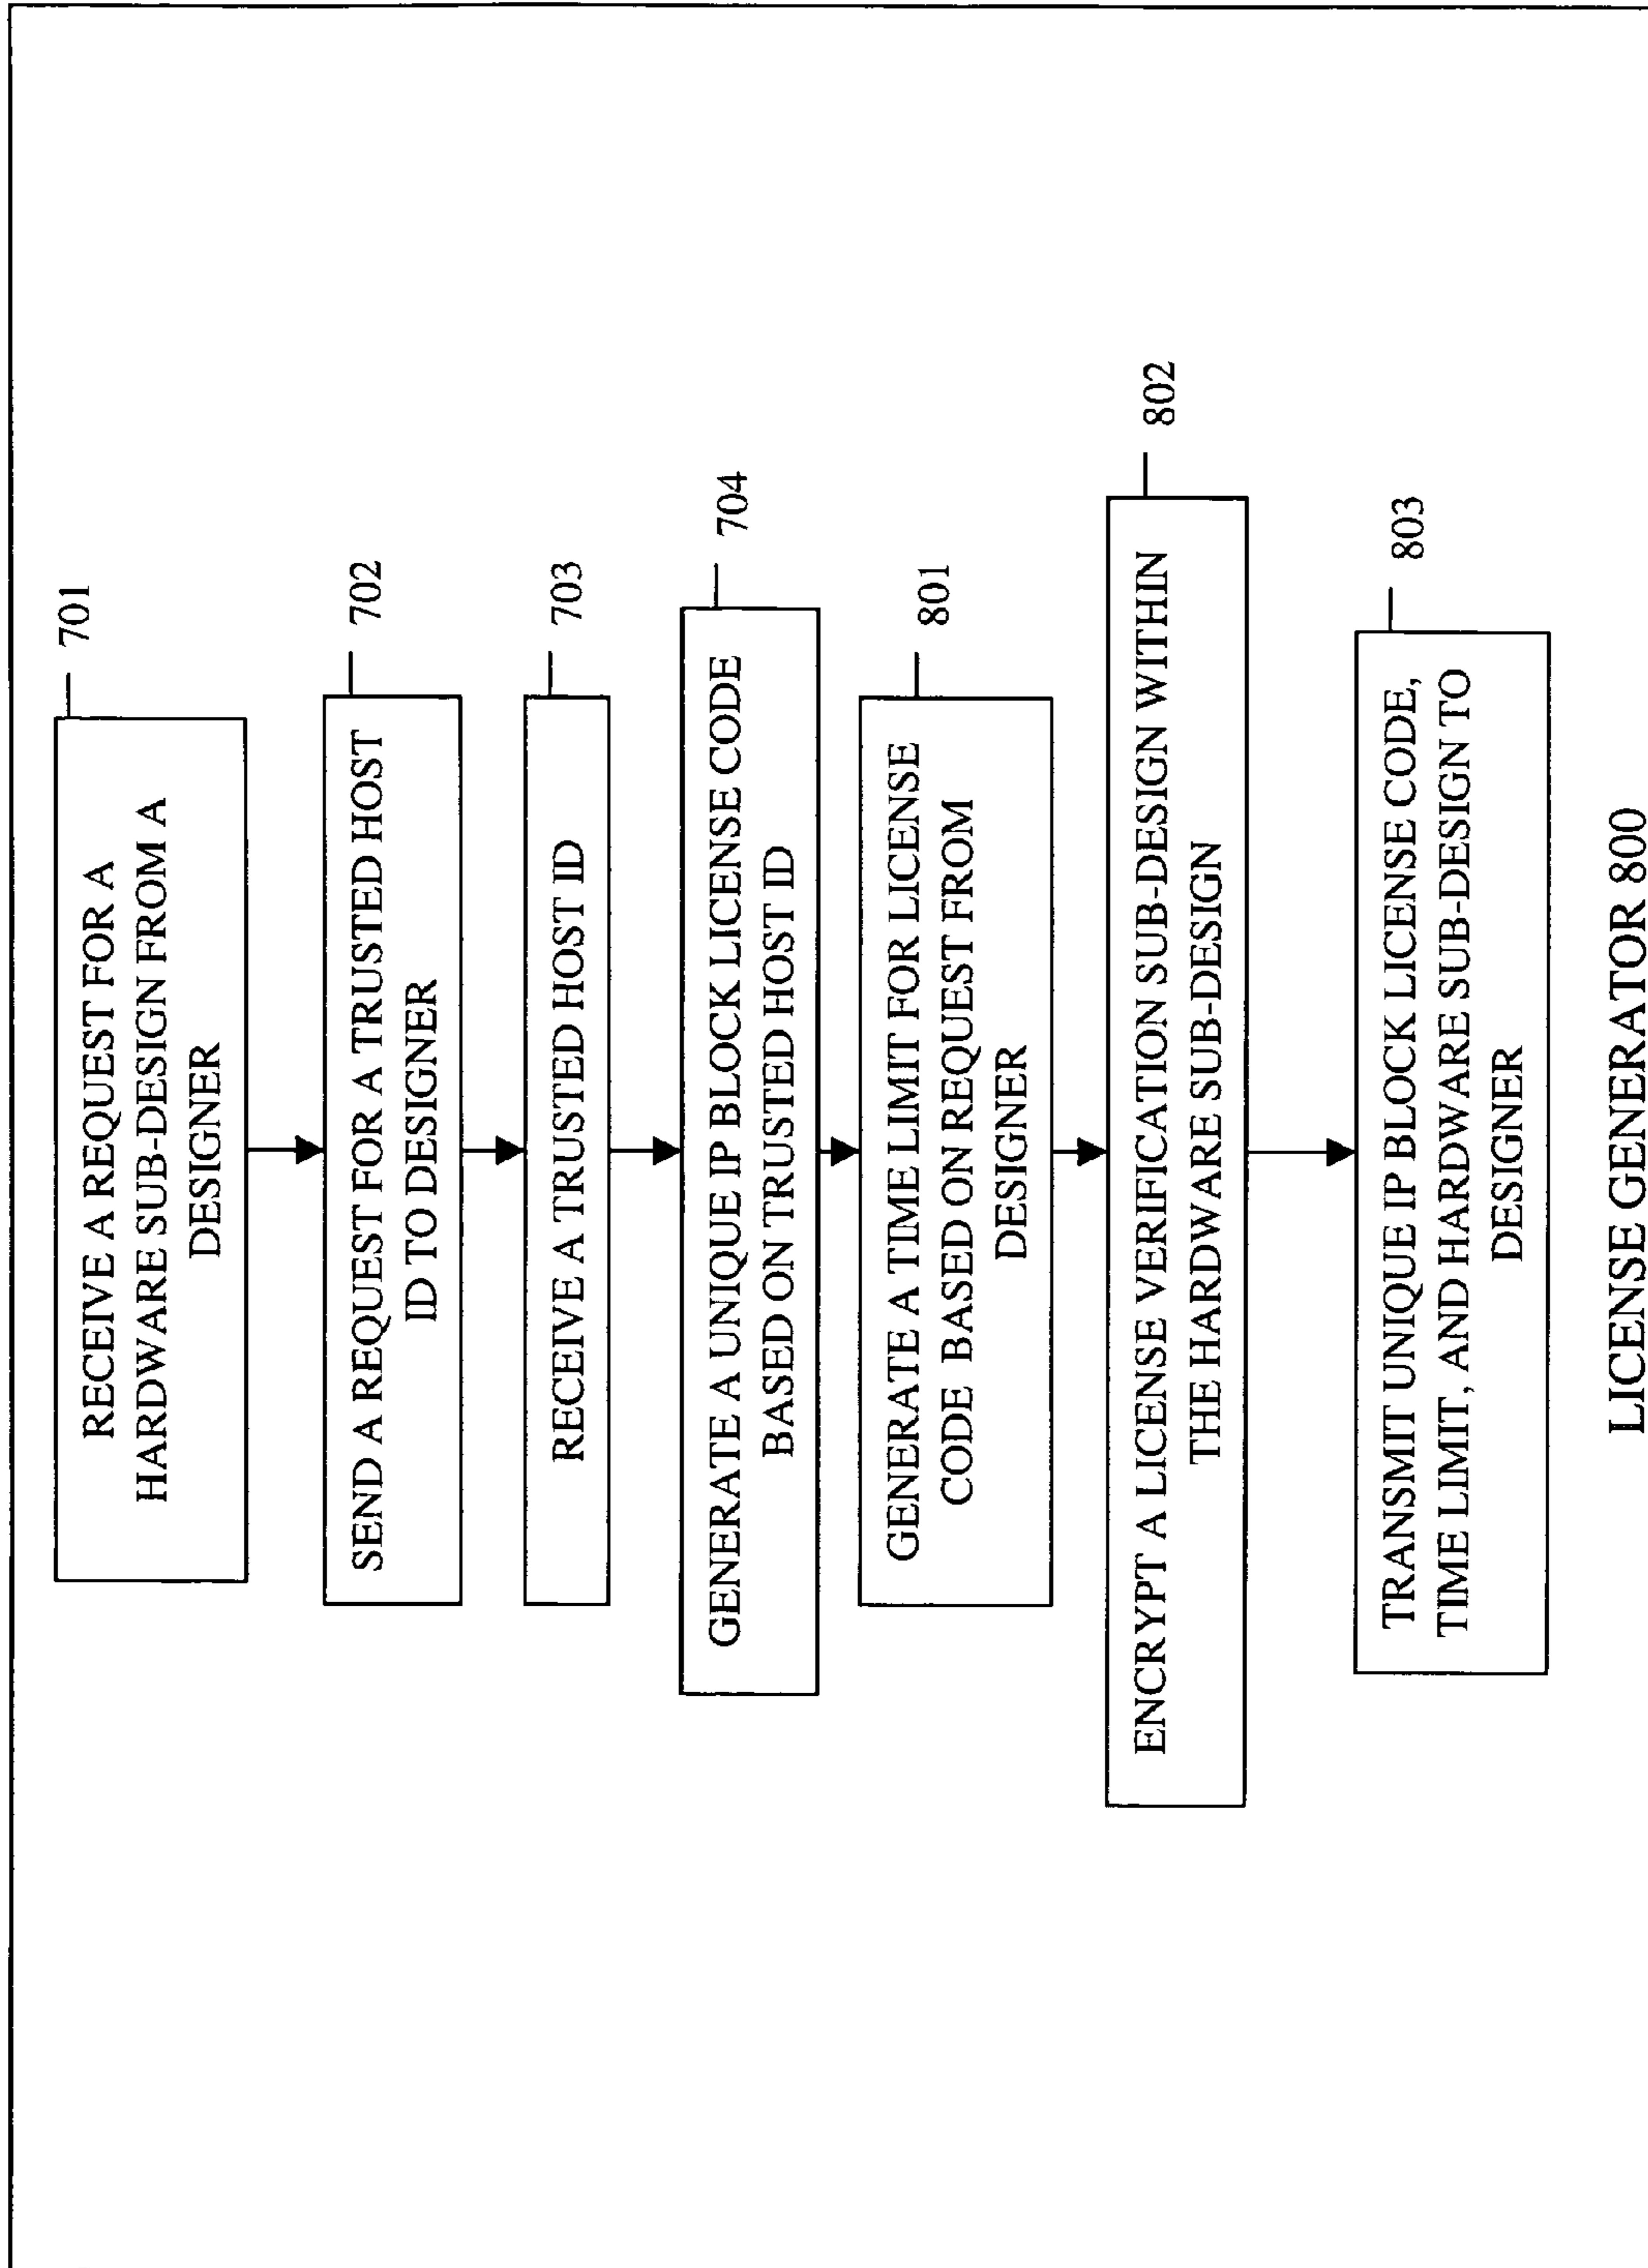 RECEIVE A REQUEST FOR A
HARDWARE SUB-DESIGN FROM A
DESIGNER
701
SEND A REQUEST FOR A TRUSTED HOST
ID TO DESIGNER
702
RECEIVE A TRUSTED HOST ID
703
GENERATE A UNIQUE IP BLOCK LICENSE CODE
BASED ON TRUSTED HOST ID
704
GENERATE A TIME LIMIT FOR LICENSE
CODE BASED ON REQUEST FROM
DESIGNER
801
ENCRYPT A LICENSE VERIFICATION SUB-DESIGN WITHIN
THE HARDWARE SUB-DESIGN
802
TRANSMIT UNIQUE IP BLOCK LICENSE CODE,
TIME LIMIT, AND HARDWARE SUB-DESIGN TO
DESIGNER
803
LICENSE GENERATOR 800